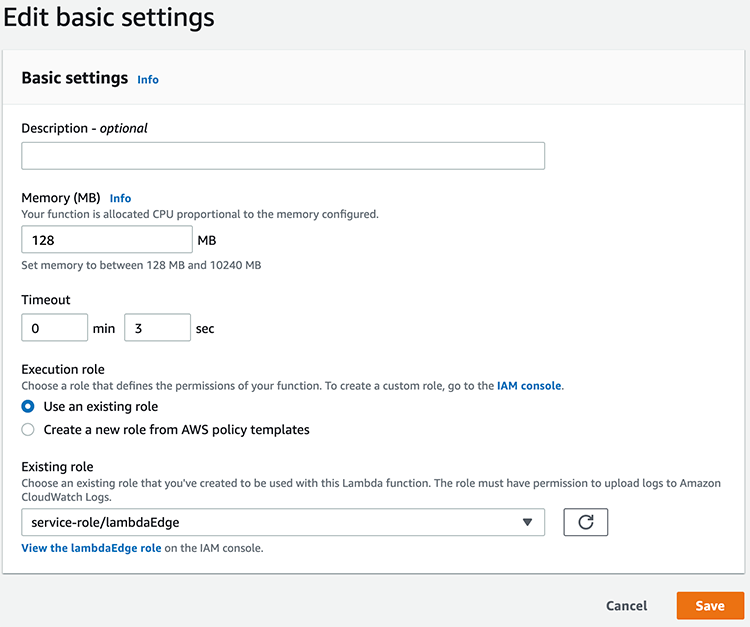 Edit basic settings
Basic settings Info
Description - optional
Memory (MB) Info
Your function is allocated CPU proportional to the memory configured.
128 MB
Set memory to between 128 MB and 10240 MB
Timeout
0 min 3 sec
Execution role
Choose a role that defines the permissions of your function. To create a custom role, go to the IAM console.
Use an existing role
Create a new role from AWS policy templates
Existing role
Choose an existing role that you've created to be used with this Lambda function. The role must have permission to upload logs to Amazon
CloudWatch Logs.
service-role/lambdaEdge
View the lambdaEdge role on the IAM console.
Cancel Save